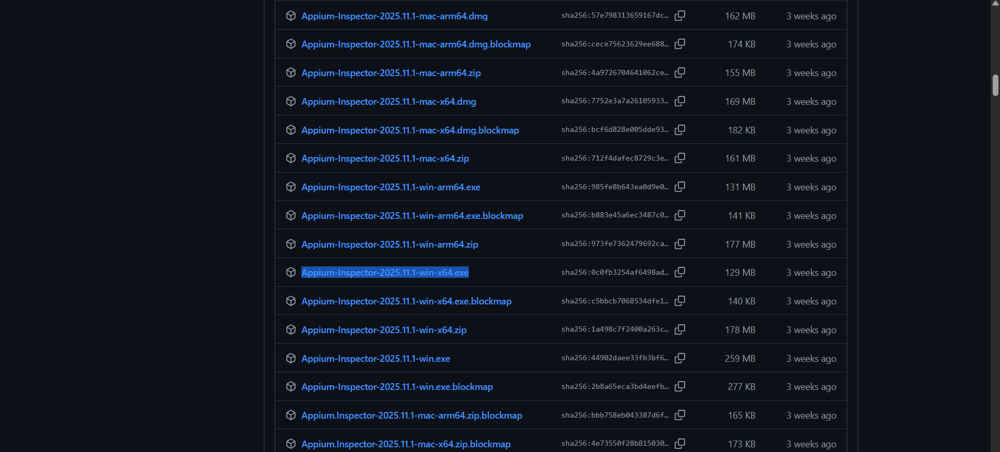 Appium-Inspector-2025.11.1-mac-arm64.dmg sha256:57e798313659167dc… 162 MB 3 weeks ago
Appium-Inspector-2025.11.1-mac-arm64.dmg.blockmap sha256:cece75623629ee688… 174 KB 3 weeks ago
Appium-Inspector-2025.11.1-mac-arm64.zip sha256:4a9726704641062ce… 155 MB 3 weeks ago
Appium-Inspector-2025.11.1-mac-x64.dmg sha256:7752e3a7a26105933… 169 MB 3 weeks ago
Appium-Inspector-2025.11.1-mac-x64.dmg.blockmap sha256:bcf6d828e005dde93… 182 KB 3 weeks ago
Appium-Inspector-2025.11.1-mac-x64.zip sha256:712f4dafec8729c3e… 161 MB 3 weeks ago
Appium-Inspector-2025.11.1-win-arm64.exe sha256:985fe8b643ea0d9e0… 131 MB 3 weeks ago
Appium-Inspector-2025.11.1-win-arm64.exe.blockmap sha256:b883e45a6ec3487c0… 141 KB 3 weeks ago
Appium-Inspector-2025.11.1-win-arm64.zip sha256:973fe7362479692ca… 177 MB 3 weeks ago
Appium-Inspector-2025.11.1-win-x64.exe sha256:0c0fb3254af6498ad… 129 MB 3 weeks ago
Appium-Inspector-2025.11.1-win-x64.exe.blockmap sha256:c5bbcb7068534dfe1… 140 KB 3 weeks ago
Appium-Inspector-2025.11.1-win-x64.zip sha256:1a498c7f2400a263c… 178 MB 3 weeks ago
Appium-Inspector-2025.11.1-win.exe sha256:44902daee33fb3bf6… 259 MB 3 weeks ago
Appium-Inspector-2025.11.1-win.exe.blockmap sha256:2b8a65eca3bd4eefb… 277 KB 3 weeks ago
Appium.Inspector-2025.11.1-mac-arm64.zip.blockmap sha256:bbb758eb043387d6f… 165 KB 3 weeks ago
Appium.Inspector-2025.11.1-mac-x64.zip.blockmap sha256:4e73550f28b815030… 173 KB 3 weeks ago